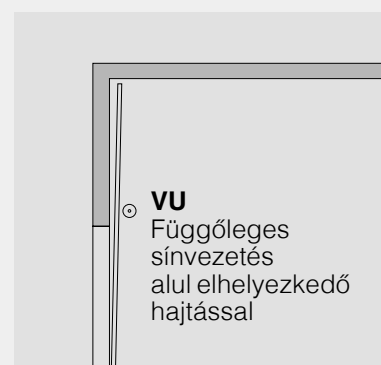 VU
Függőleges
sínvezetés
alul elhelyezkedő
hajtással